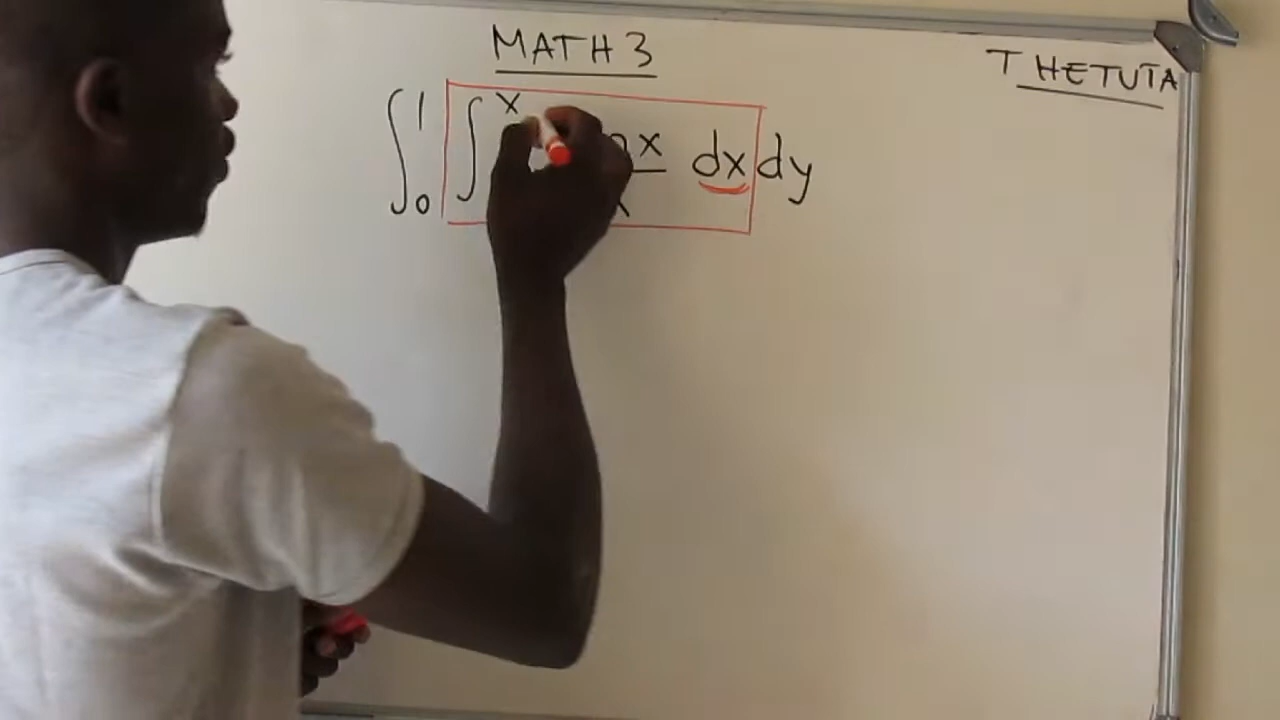 MATH 3
THETUTA
∫₀¹ ∫ˣ x dx dy